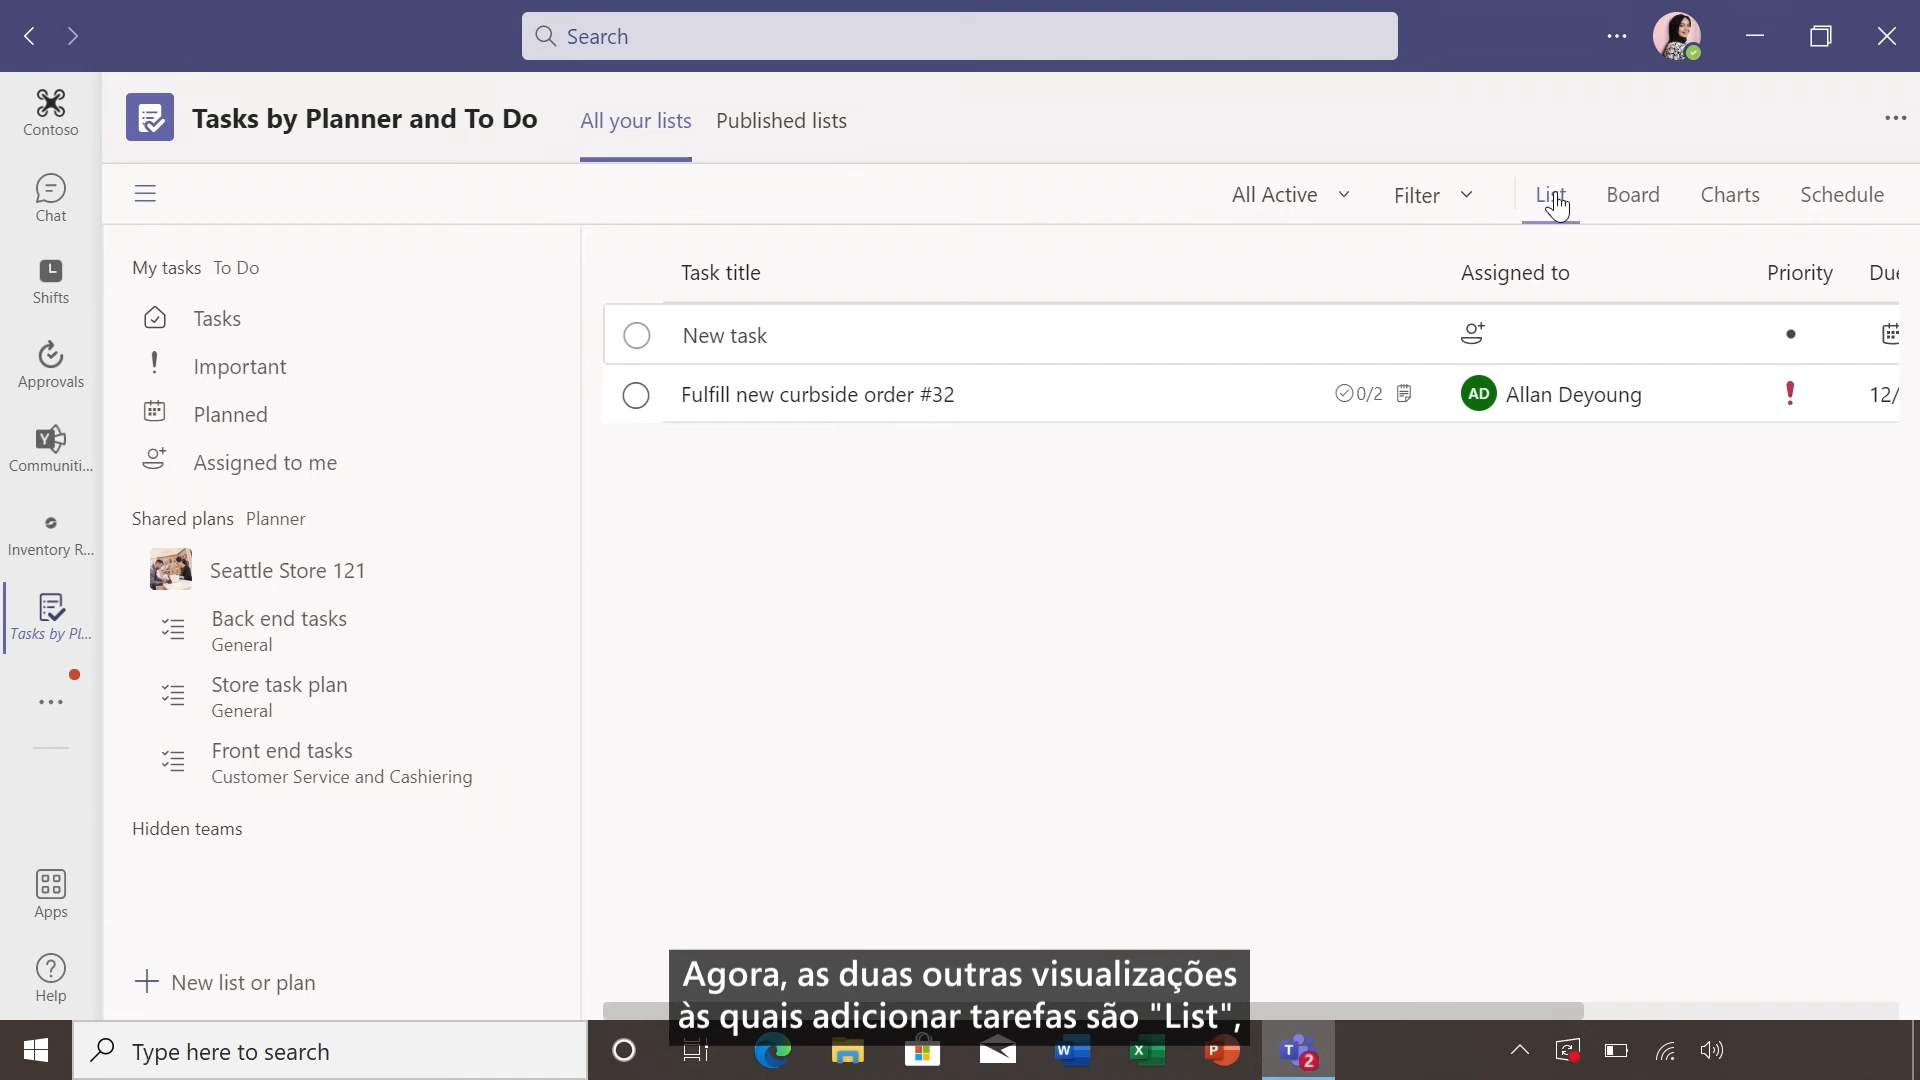 Search
Contoso
Chat
Shifts
Approvals
Communiti...
Inventory R...
Tasks by Pl...
Apps
Help
Tasks by Planner and To Do
All your lists
Published lists
All Active
Filter
List
Board
Charts
Schedule
My tasks To Do
Tasks
Important
Planned
Assigned to me
Shared plans Planner
Seattle Store 121
Back end tasks
General
Store task plan
General
Front end tasks
Customer Service and Cashiering
Hidden teams
New list or plan
Task title
Assigned to
Priority
Due
New task
Fulfill new curbside order #32
0/2
AD
Allan Deyoung
12/
Agora, as duas outras visualizações
às quais adicionar tarefas são "List",
Type here to search
W
X
P
T
2